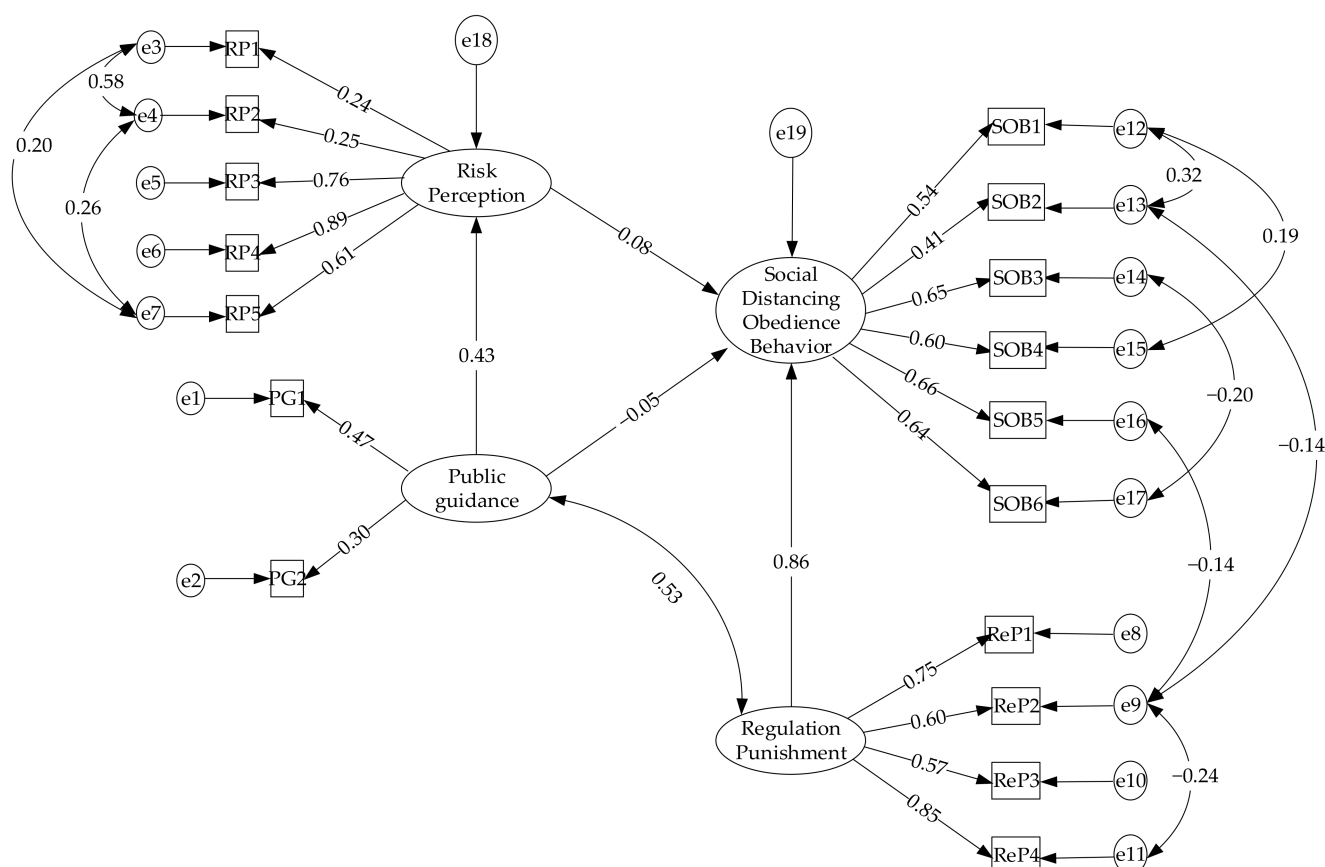 e18
e3
RP1
0.58
0.24
e4
RP2
0.25
0.20
e5
RP3
0.76
Risk
Perception
0.26
e6
RP4
0.89
e7
RP5
0.61
0.08
e19
Social
Distancing
Obedience
Behavior
SOB1
e12
0.54
0.32
SOB2
e13
0.41
0.19
SOB3
e14
0.65
SOB4
e15
0.60
−0.20
SOB5
e16
0.66
−0.14
SOB6
e17
0.64
−0.14
0.43
−0.05
e1
PG1
0.47
Public
guidance
e2
PG2
0.30
0.53
0.86
Regulation
Punishment
ReP1
e8
0.75
ReP2
e9
0.60
ReP3
e10
0.57
−0.24
ReP4
e11
0.85